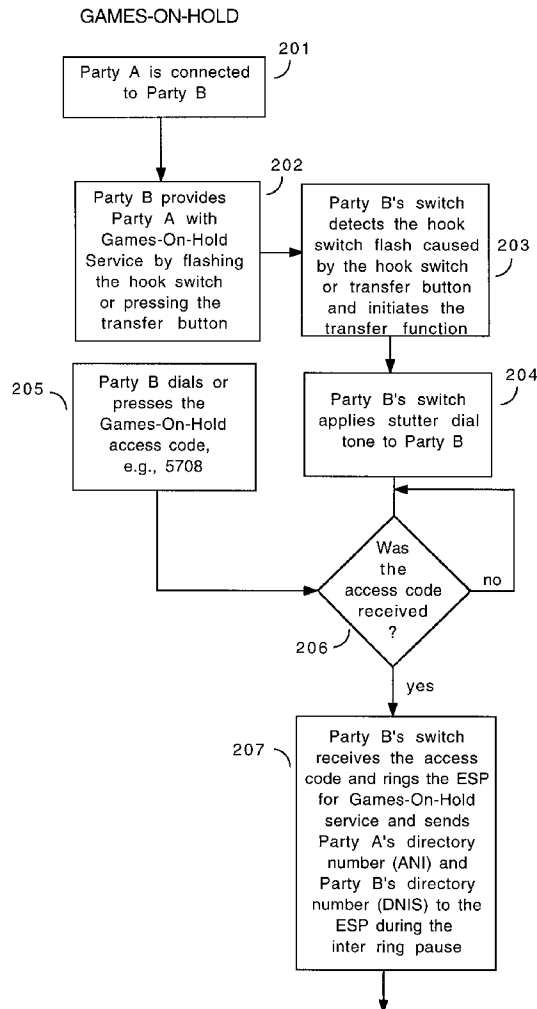 GAMES-ON-HOLD
201
Party A is connected
to Party B
202
Party B provides
Party A with
Games-On-Hold
Service by flashing
the hook switch
or pressing the
transfer button
Party B's switch
detects the hook
switch flash caused
by the hook switch
or transfer button
and initiates the
transfer function
203
204
Party B's switch
applies stutter dial
tone to Party B
205
Party B dials or
presses the
Games-On-Hold
access code,
e.g., 5708
Was
the
access code
received
?
no
206
yes
207
Party B's switch
receives the access
code and rings the ESP
for Games-On-Hold
service and sends
Party A's directory
number (ANI) and
Party B's directory
number (DNIS) to the
ESP during the
inter ring pause